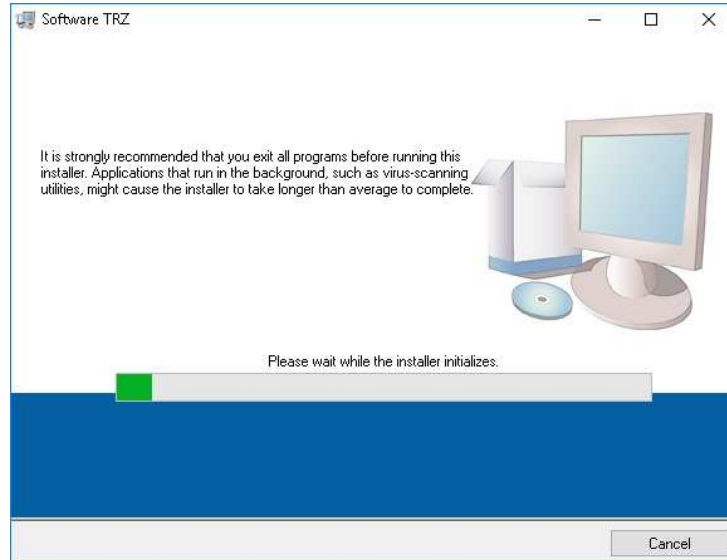 Software TRZ
It is strongly recommended that you exit all programs before running this
installer. Applications that run in the background, such as virus-scanning
utilities, might cause the installer to take longer than average to complete.
Please wait while the installer initializes.
Cancel